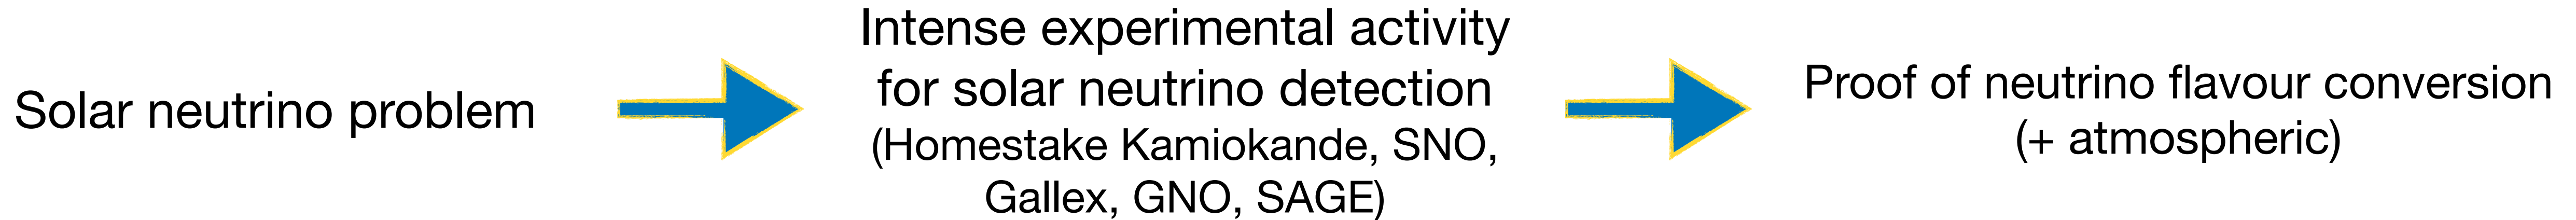 Solar neutrino problem
Intense experimental activity
for solar neutrino detection
(Homestake Kamiokande, SNO,
Gallex, GNO, SAGE)
Proof of neutrino flavour conversion
(+ atmospheric)